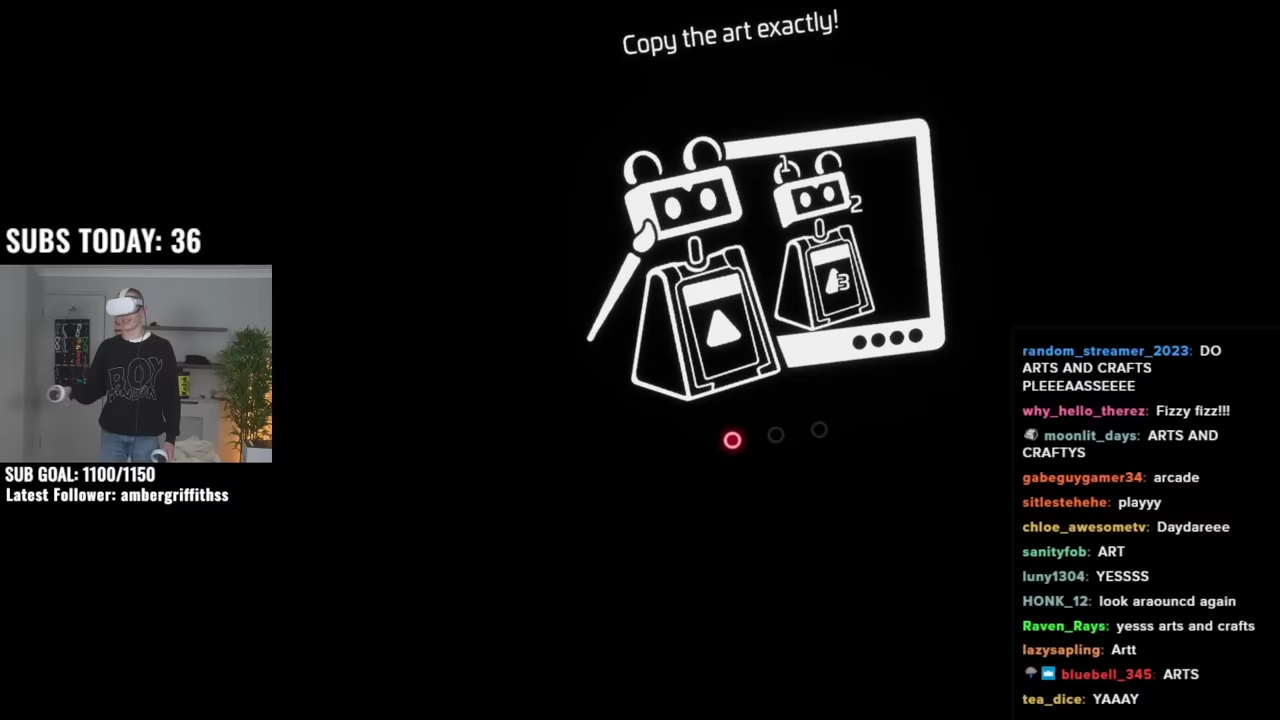 Copy the art exactly!
1
2
3
SUBS TODAY: 36
SUB GOAL: 1100/1150
Latest Follower: ambergriffithss
random_streamer_2023: DO
ARTS AND CRAFTS
PLEEEAASSEEEE
why_hello_therez: Fizzy fizz!!!
moonlit_days: ARTS AND
CRAFTYS
gabeguygamer34: arcade
sitlestehehe: playyy
chloe_awesometv: Daydareee
sanityfob: ART
luny1304: YESSSS
HONK_12: look araouncd again
Raven_Rays: yesss arts and crafts
lazysapling: Artt
bluebell_345: ARTS
tea_dice: YAAAY